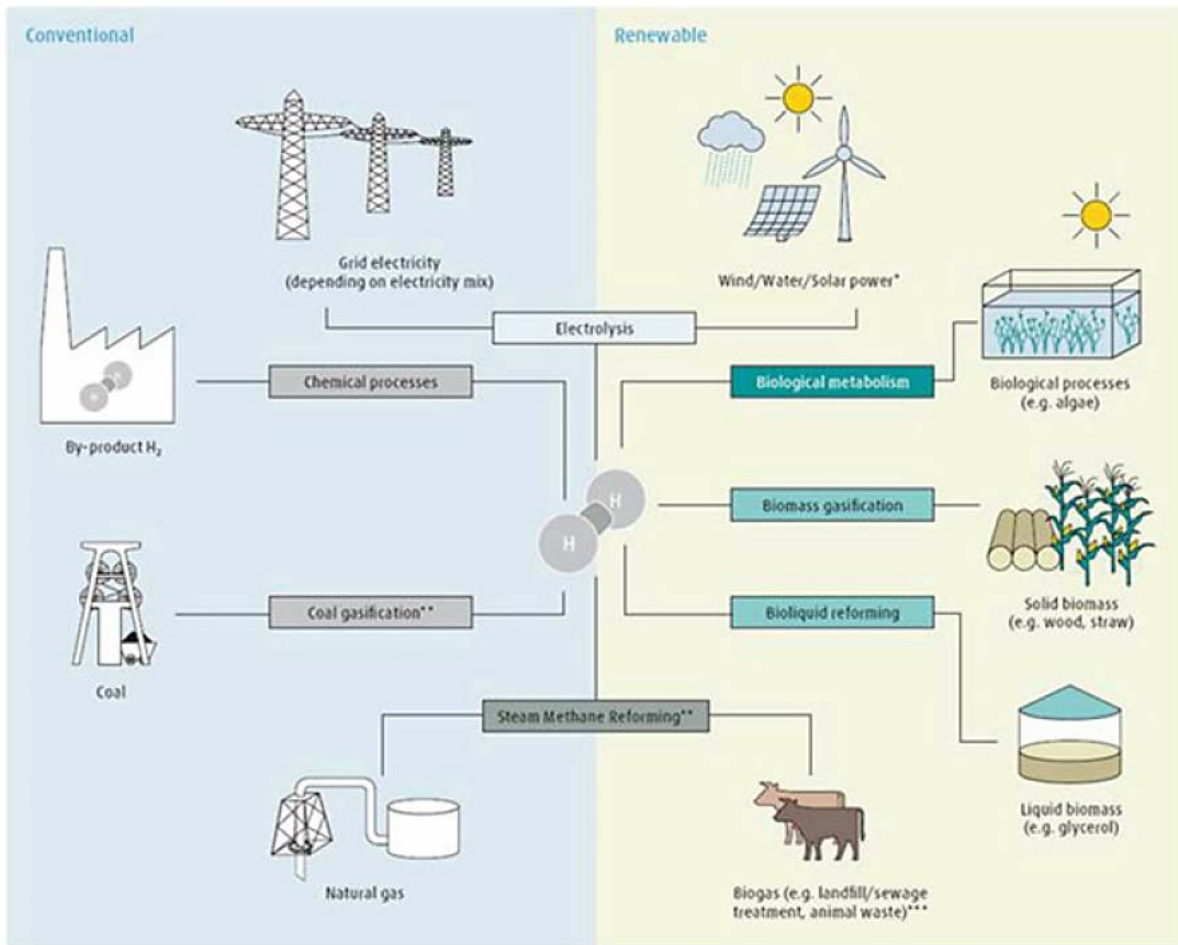 Conventional
Renewable
Grid electricity
(depending on electricity mix)
Wind/Water/Solar power*
Electrolysis
Chemical processes
Biological metabolism
Biological processes
(e.g. algae)
By-product H₂
H
H
Biomass gasification
Coal gasification**
Bioliquid reforming
Solid biomass
(e.g. wood, straw)
Coal
Steam Methane Reforming**
Liquid biomass
(e.g. glycerol)
Natural gas
Biogas (e.g. landfill/sewage
treatment, animal waste)***